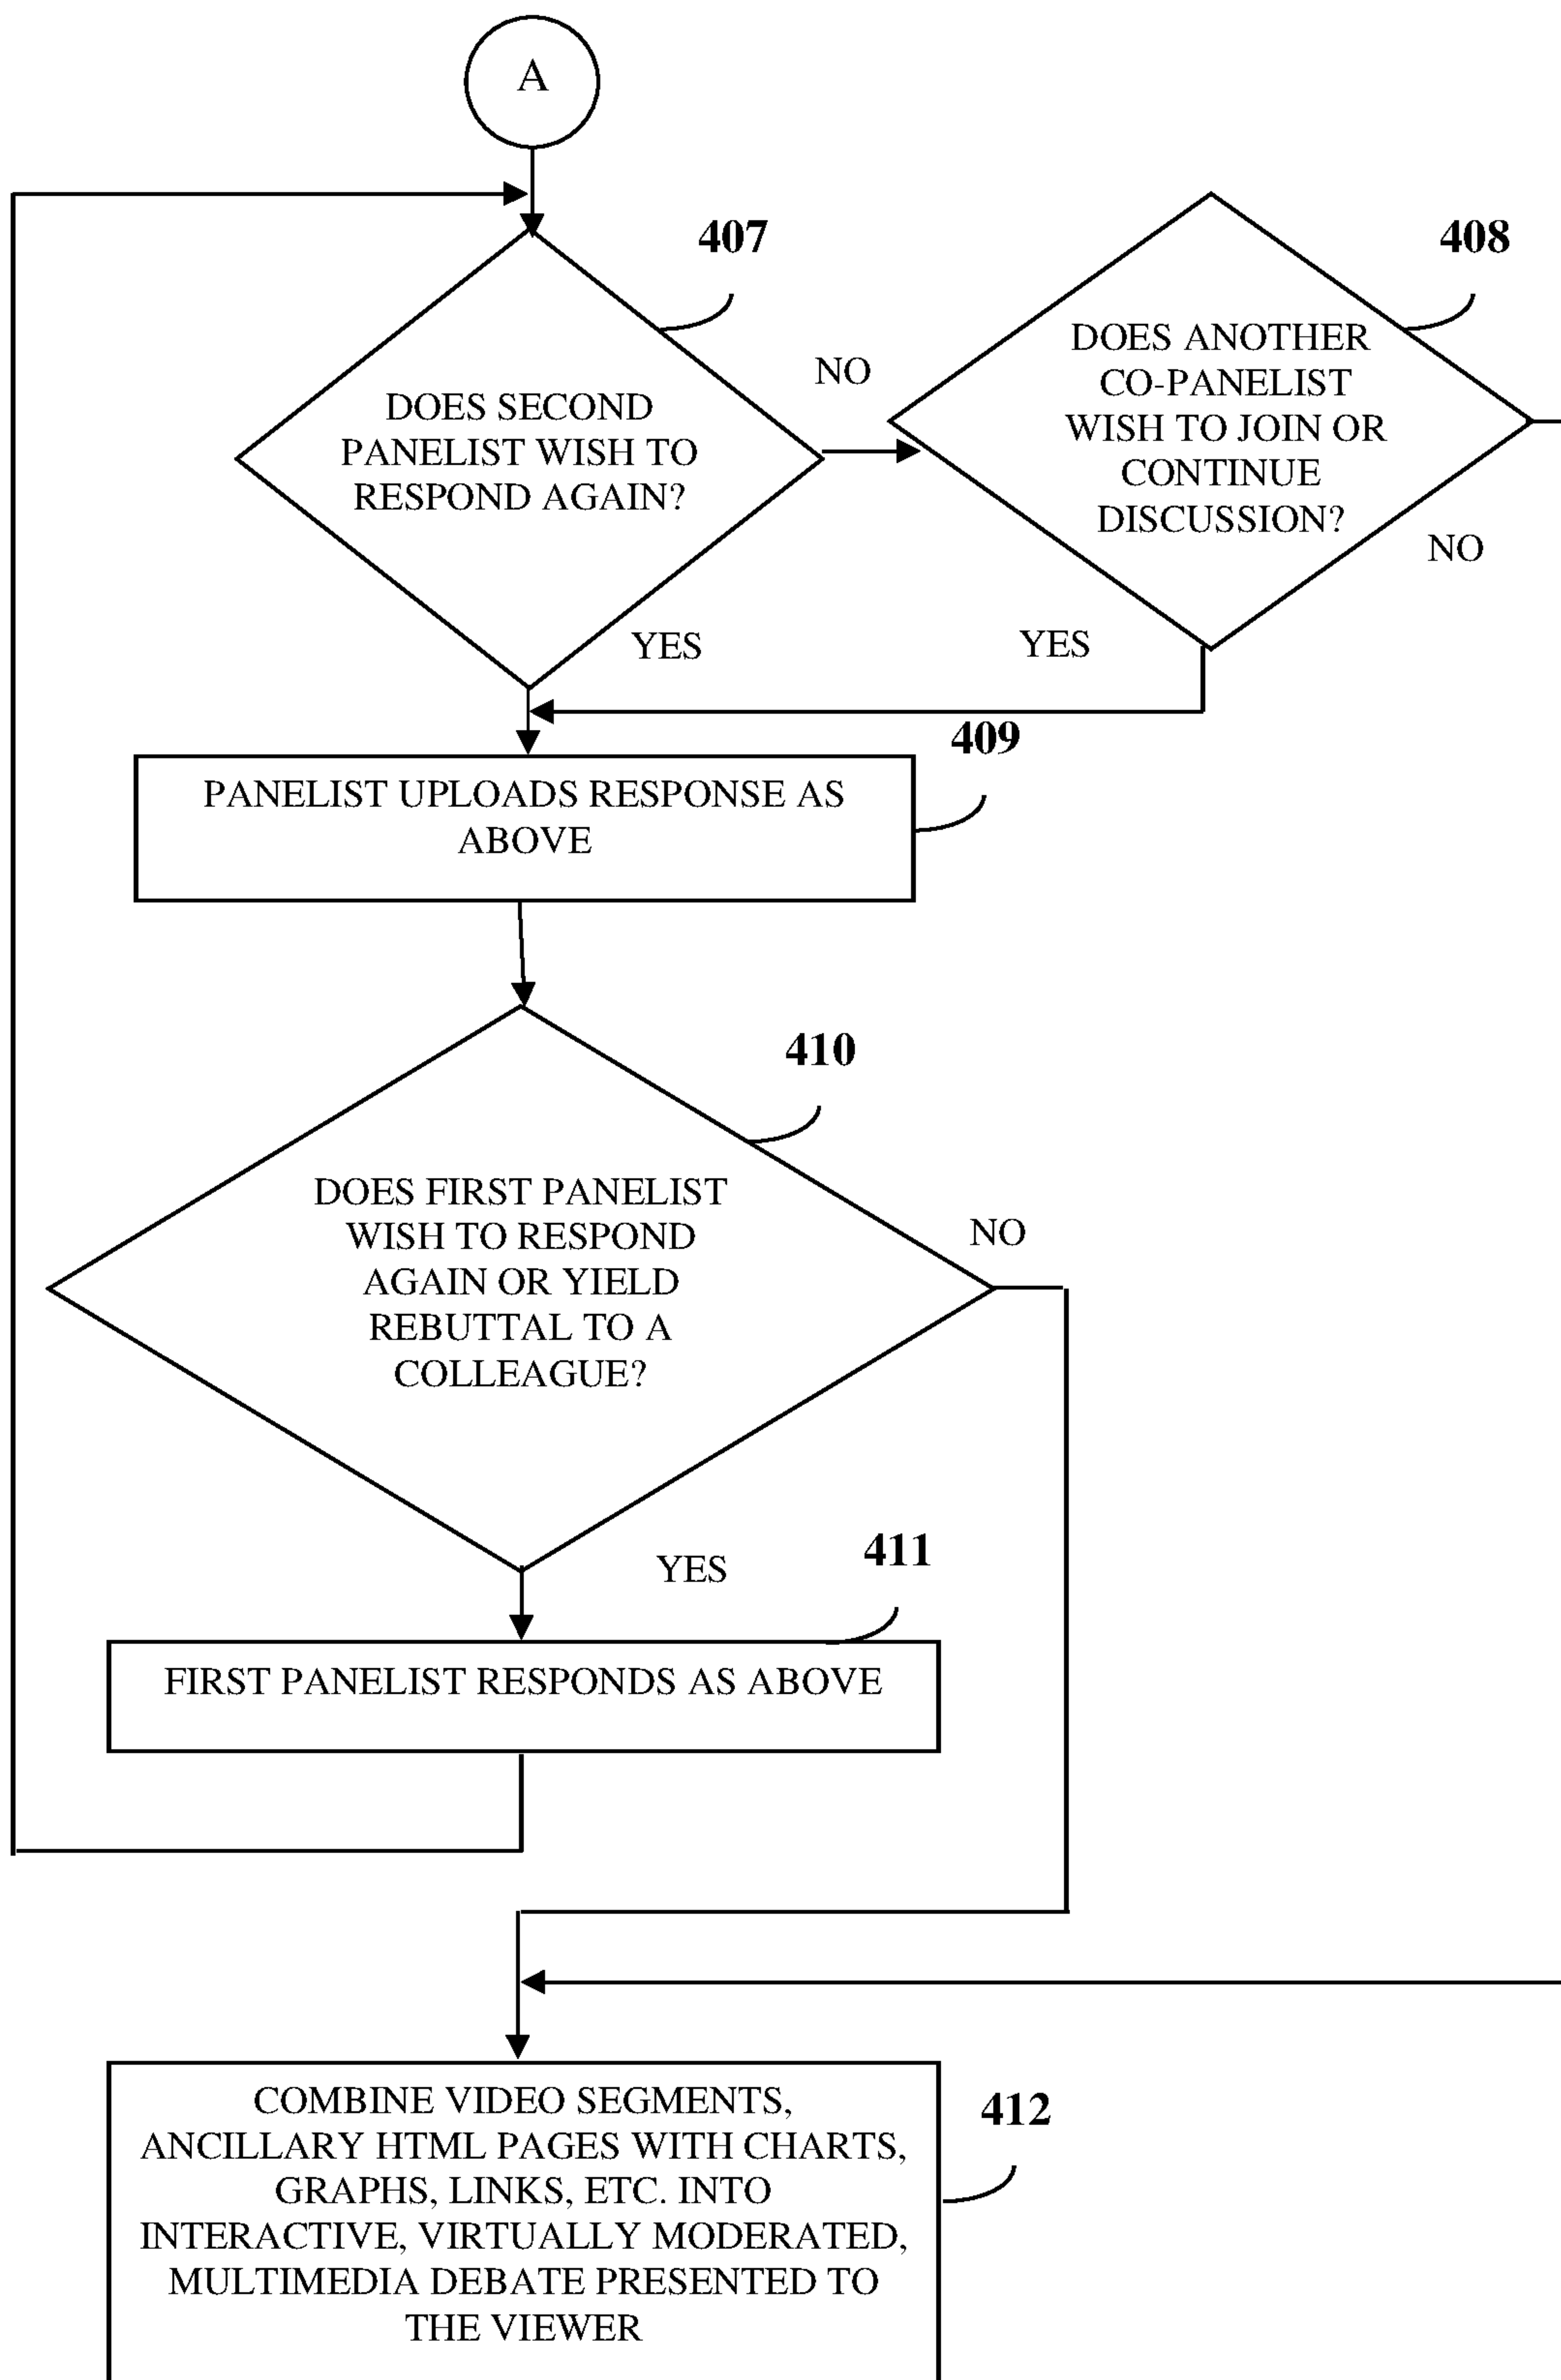 A
407
DOES SECOND
PANELIST WISH TO
RESPOND AGAIN?
NO
408
DOES ANOTHER
CO-PANELIST
WISH TO JOIN OR
CONTINUE
DISCUSSION?
NO
YES
YES
409
PANELIST UPLOADS RESPONSE AS
ABOVE
410
DOES FIRST PANELIST
WISH TO RESPOND
AGAIN OR YIELD
REBUTTAL TO A
COLLEAGUE?
NO
YES
411
FIRST PANELIST RESPONDS AS ABOVE
412
COMBINE VIDEO SEGMENTS,
ANCILLARY HTML PAGES WITH CHARTS,
GRAPHS, LINKS, ETC. INTO
INTERACTIVE, VIRTUALLY MODERATED,
MULTIMEDIA DEBATE PRESENTED TO
THE VIEWER